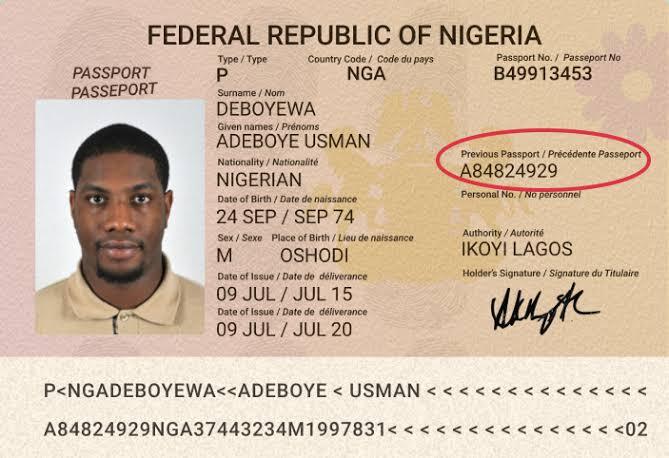 FEDERAL REPUBLIC OF NIGERIA
PASSPORT
PASSEPORT
Type / Type
P
Country Code / Code du pays
NGA
Passport No. / Passeport No
B49913453
Surname / Nom
DEBOYEWA
Given names / Prénoms
ADEBOYE USMAN
Nationality / Nationalité
NIGERIAN
Date of Birth / Date de naissance
24 SEP / SEP 74
Sex / Sexe
M
Place of Birth / Lieu de naissance
OSHODI
Date of Issue / Date de déliverance
09 JUL / JUL 15
Date of Issue / Date de déliverance
09 JUL / JUL 20
Previous Passport / Précédente Passeport
A84824929
Personal No. / No personnel
Authority / Autorité
IKOYI LAGOS
Holder's Signature / Signature du Titulaire
P<NGADEBOYEWA<<ADEBOYE < USMAN < < < < < < < < < < < < < <
A84824929NGA37443234M1997831< < < < < < < < < < < < < < <02